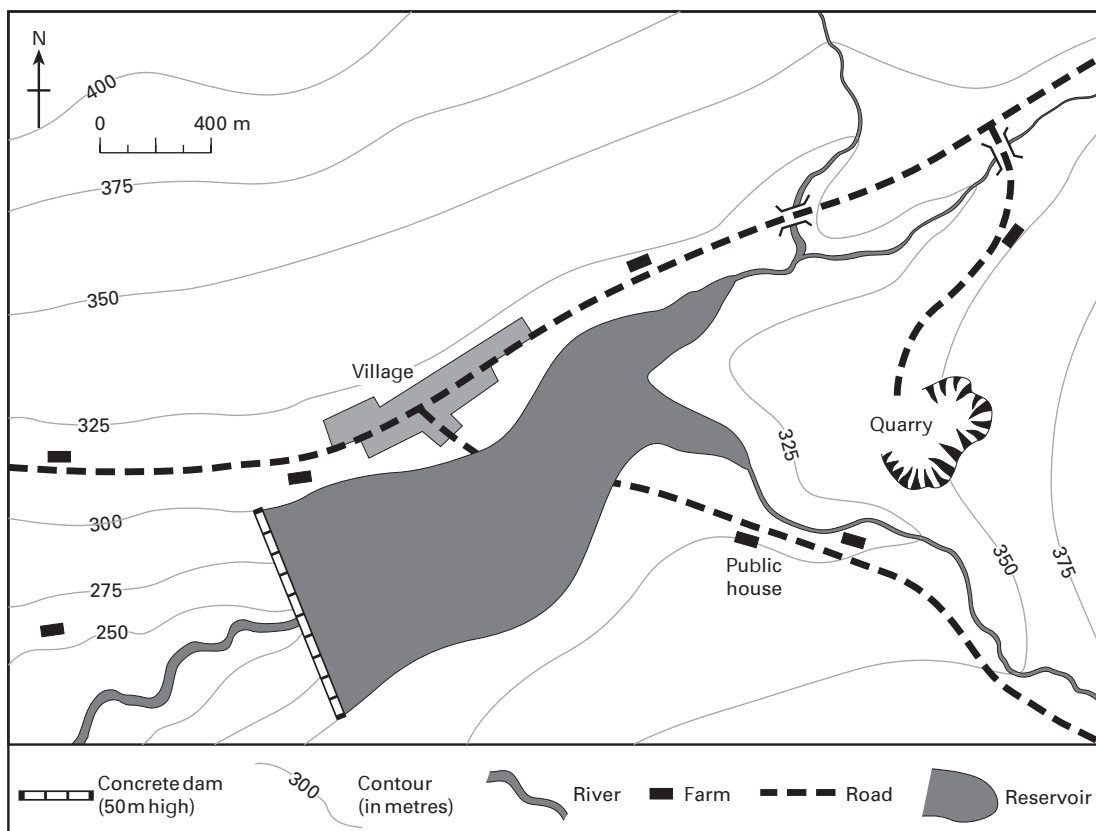 N
400
0 400 m
375
350
Village
325
Quarry
325
300
Public
house
350
375
275
250
Concrete dam
(50m high)
300
Contour
(in metres)
River
Farm
Road
Reservoir